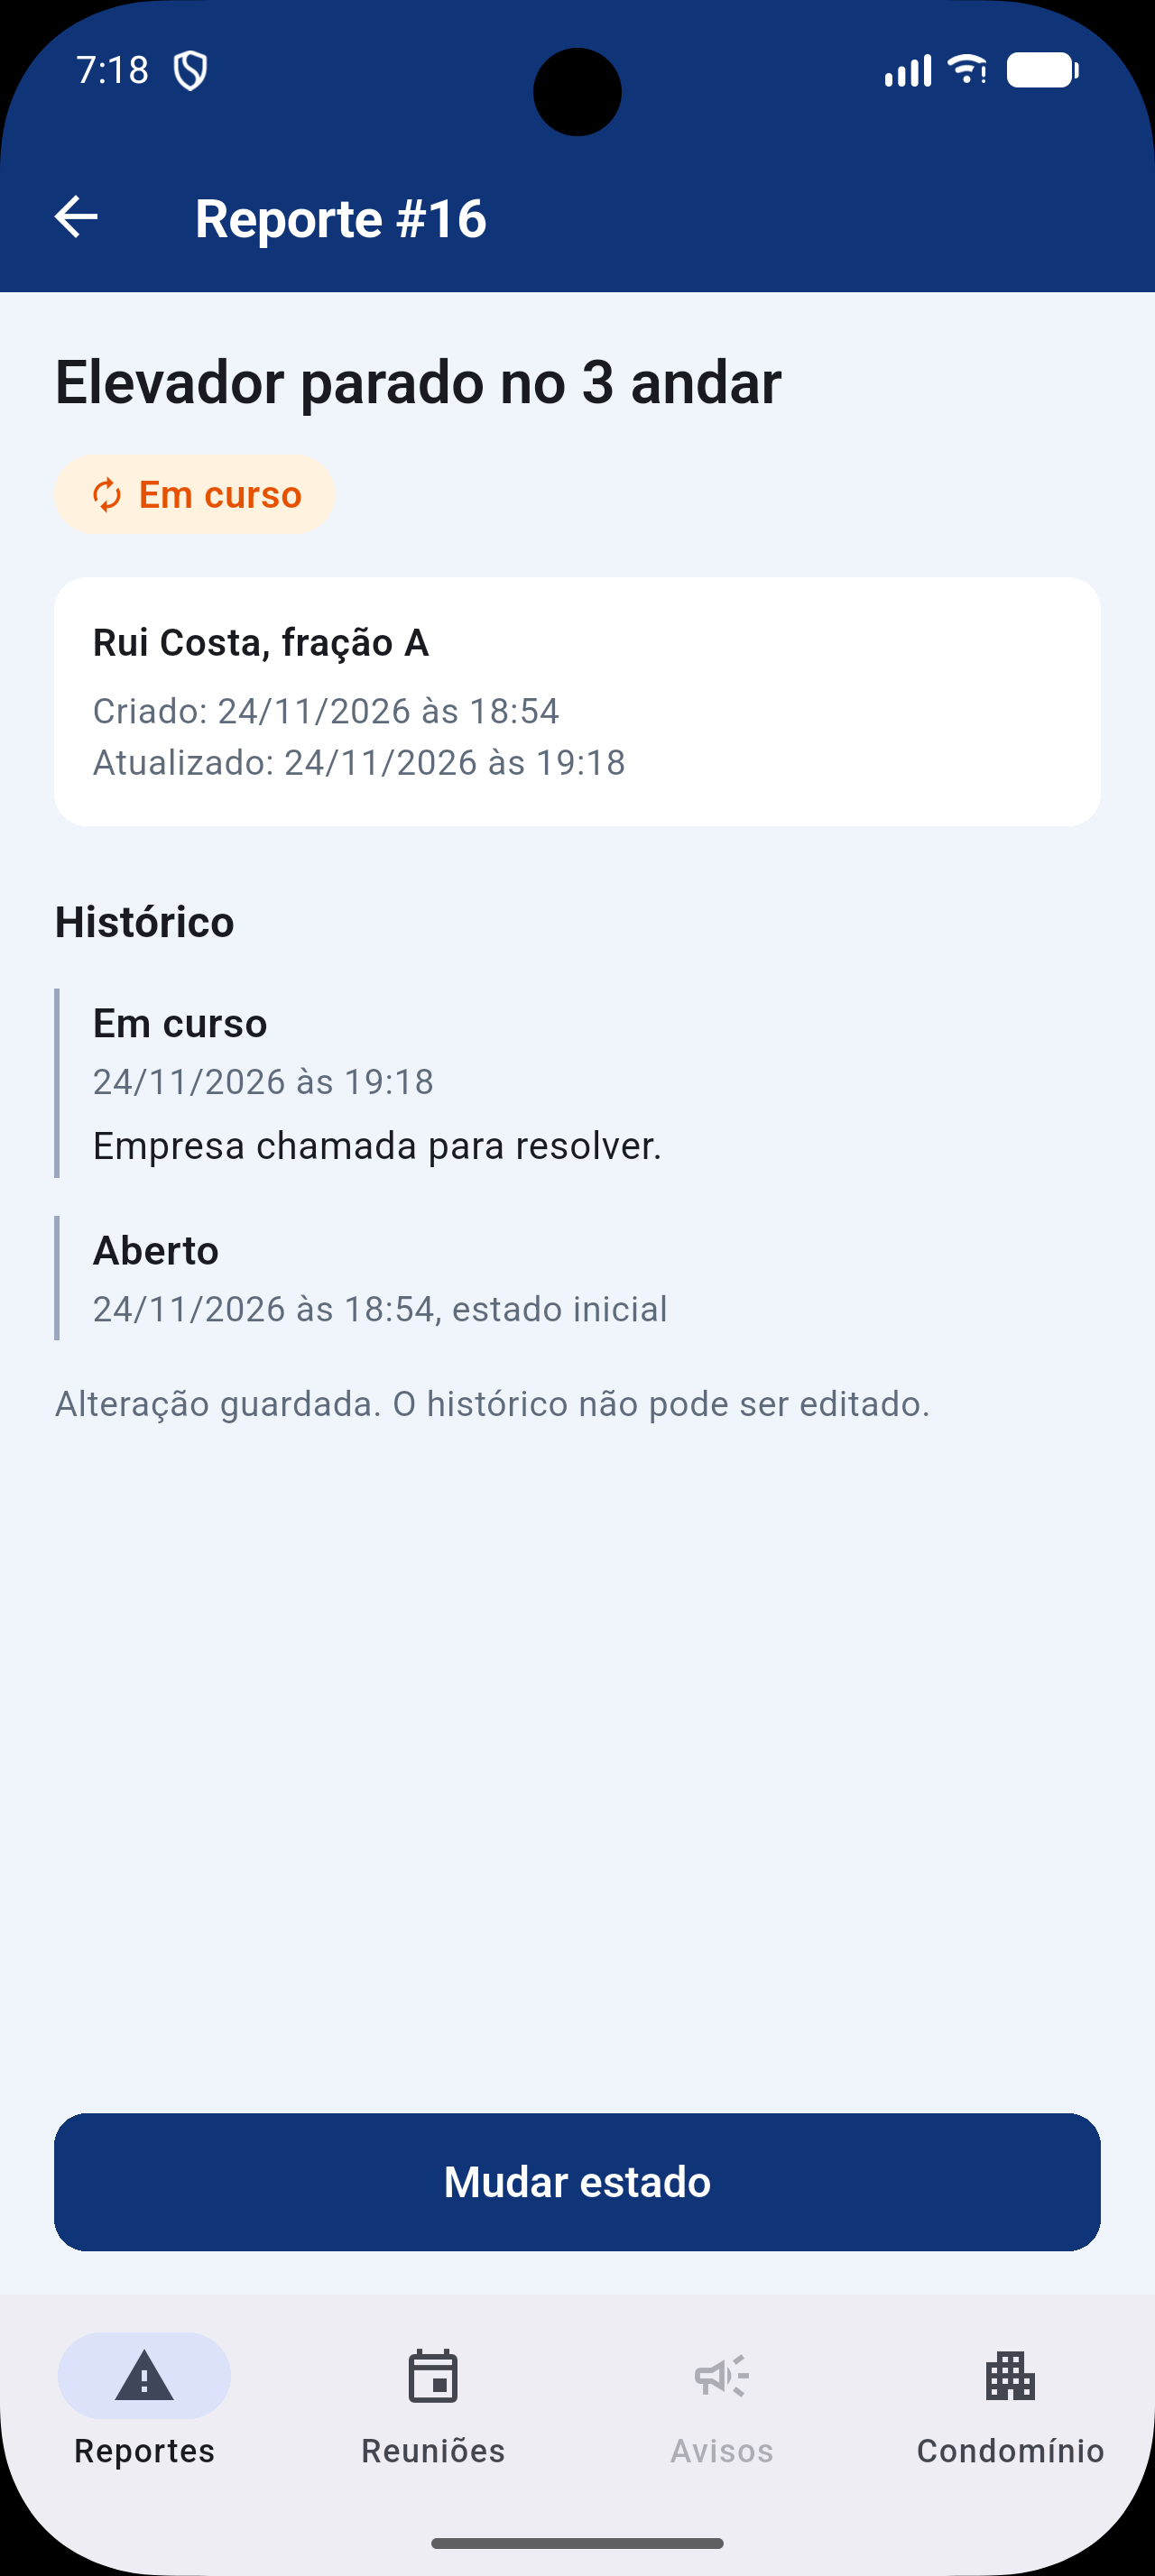 7:18
Reporte #16
Elevador parado no 3 andar
Em curso
Rui Costa, fração A
Criado: 24/11/2026 às 18:54
Atualizado: 24/11/2026 às 19:18
Histórico
Em curso
24/11/2026 às 19:18
Empresa chamada para resolver.
Aberto
24/11/2026 às 18:54, estado inicial
Alteração guardada. O histórico não pode ser editado.
Mudar estado
Reportes
Reuniões
Avisos
Condomínio